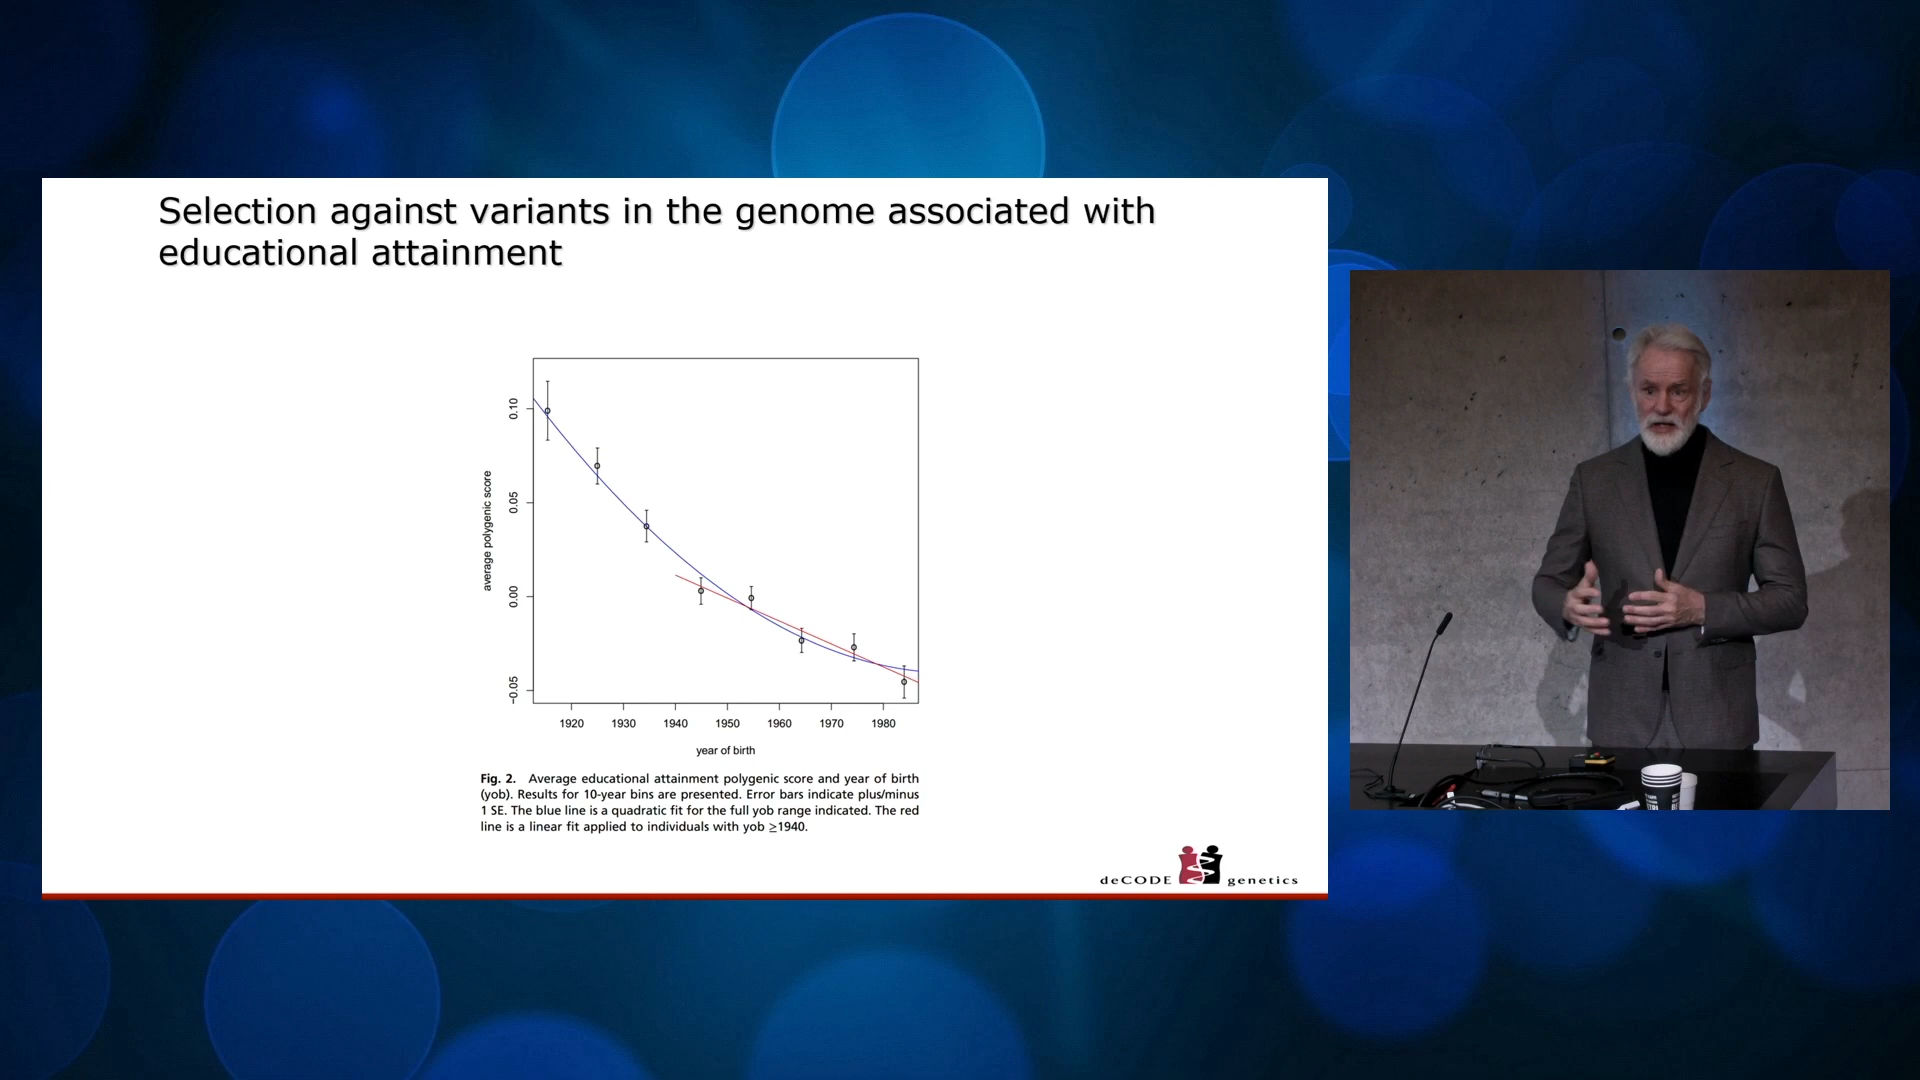 Selection against variants in the genome associated with
educational attainment
average polygenic score
0.10
0.05
0.00
−0.05
1920 1930 1940 1950 1960 1970 1980
year of birth
Fig. 2. Average educational attainment polygenic score and year of birth
(yob). Results for 10-year bins are presented. Error bars indicate plus/minus
1 SE. The blue line is a quadratic fit for the full yob range indicated. The red
line is a linear fit applied to individuals with yob ≥1940.
deCODE genetics